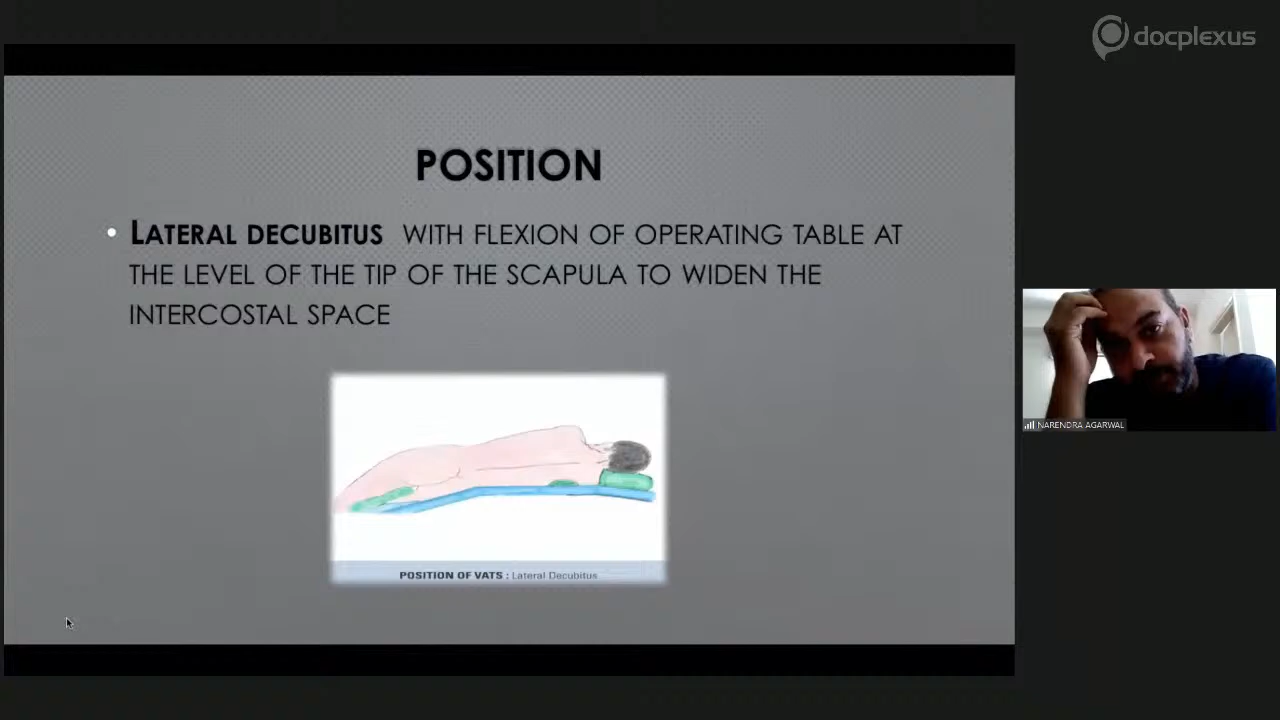 docplexus
POSITION
• LATERAL DECUBITUS WITH FLEXION OF OPERATING TABLE AT
THE LEVEL OF THE TIP OF THE SCAPULA TO WIDEN THE
INTERCOSTAL SPACE
POSITION OF VATS : Lateral Decubitus
NARENDRA AGARWAL